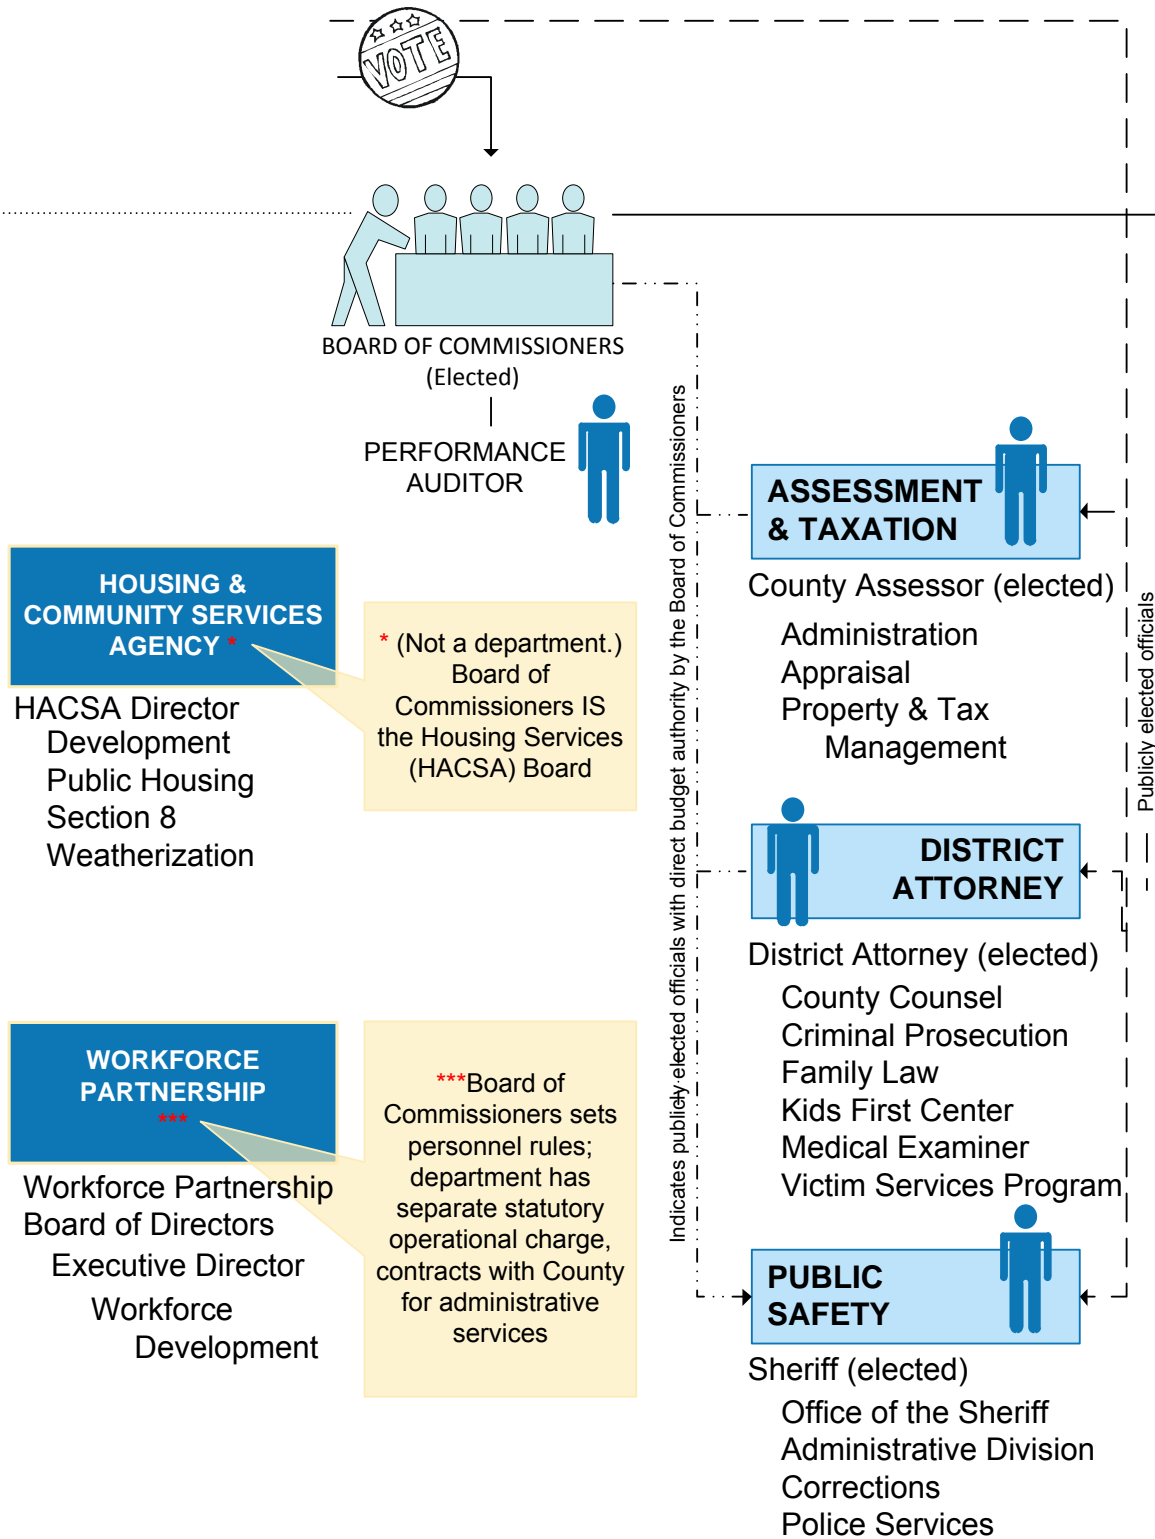 VOTE
BOARD OF COMMISSIONERS
(Elected)
PERFORMANCE
AUDITOR
HOUSING &
COMMUNITY SERVICES
AGENCY *
HACSA Director
Development
Public Housing
Section 8
Weatherization
* (Not a department.)
Board of
Commissioners IS
the Housing Services
(HACSA) Board
WORKFORCE
PARTNERSHIP
***
Workforce Partnership
Board of Directors
Executive Director
Workforce
Development
***Board of
Commissioners sets
personnel rules;
department has
separate statutory
operational charge,
contracts with County
for administrative
services
Indicates publicly elected officials with direct budget authority by the Board of Commissioners
ASSESSMENT
& TAXATION
County Assessor (elected)
Administration
Appraisal
Property & Tax
Management
DISTRICT
ATTORNEY
District Attorney (elected)
County Counsel
Criminal Prosecution
Family Law
Kids First Center
Medical Examiner
Victim Services Program
PUBLIC
SAFETY
Sheriff (elected)
Office of the Sheriff
Administrative Division
Corrections
Police Services
Publicly elected officials